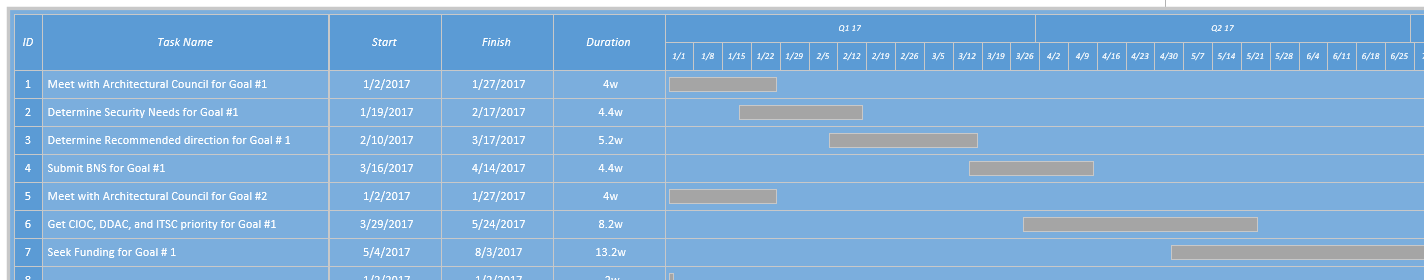 ID Task Name Start Finish Duration Q1 17 Q2 17
1/1 1/8 1/15 1/22 1/29 2/5 2/12 2/19 2/26 3/5 3/12 3/19 3/26 4/2 4/9 4/16 4/23 4/30 5/7 5/14 5/21 5/28 6/4 6/11 6/18 6/25
1 Meet with Architectural Council for Goal #1 1/2/2017 1/27/2017 4w
2 Determine Security Needs for Goal #1 1/19/2017 2/17/2017 4.4w
3 Determine Recommended direction for Goal # 1 2/10/2017 3/17/2017 5.2w
4 Submit BNS for Goal #1 3/16/2017 4/14/2017 4.4w
5 Meet with Architectural Council for Goal #2 1/2/2017 1/27/2017 4w
6 Get CIOC, DDAC, and ITSC priority for Goal #1 3/29/2017 5/24/2017 8.2w
7 Seek Funding for Goal # 1 5/4/2017 8/3/2017 13.2w